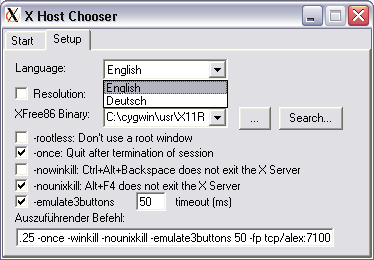 X Host Chooser
Start Setup
Language: English
English
Resolution:
Deutsch
XFree86 Binary: C:\cygwin\usr\X11R ... Search...
-rootless: Don't use a root window
-once: Quit after termination of session
-nowinkill: Ctrl+Alt+Backspace does not exit the X Server
-nounixkill: Alt+F4 does not exit the X Server
-emulate3buttons 50 timeout (ms)
Auszuführender Befehl:
.25 -once -winkill -nounixkill -emulate3buttons 50 -fp tcp/alex:7100